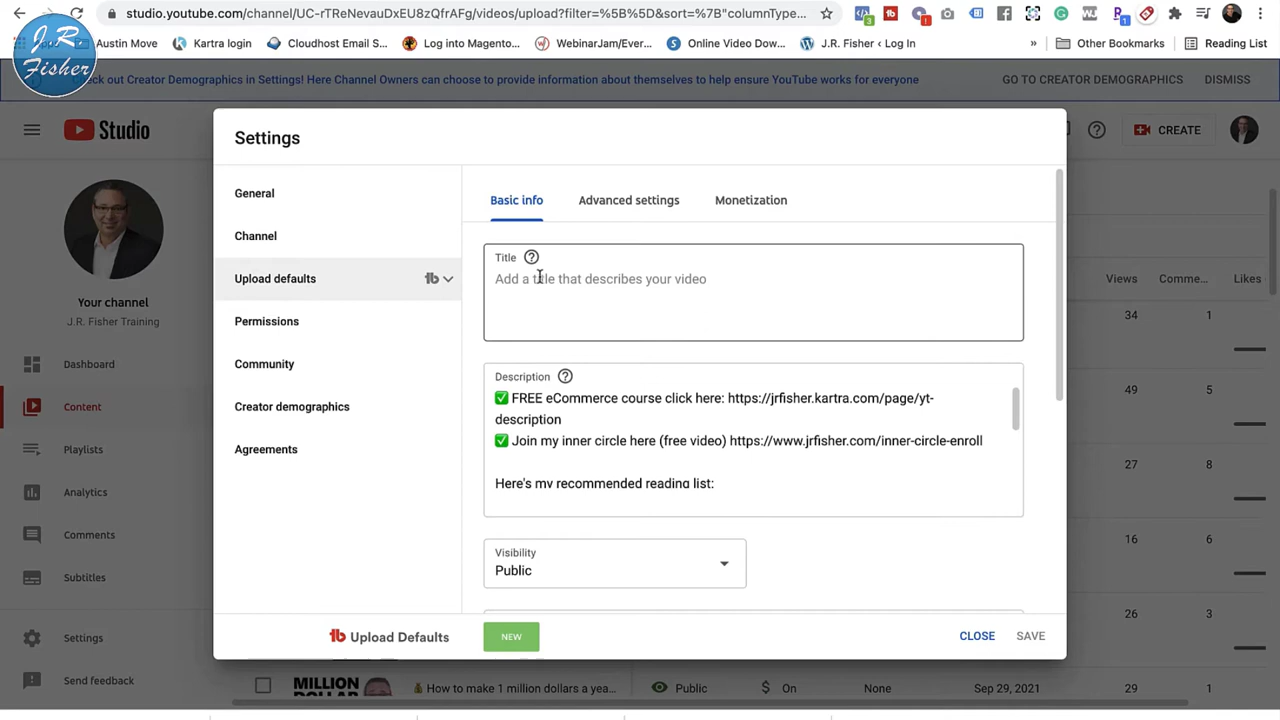 studio.youtube.com/channel/UC-rTReNevauDxEU8zQfrAFg/videos/upload?filter=%5B%5D&sort=%7B"columnType...
J.R.
Fisher
Austin Move
Kartra login
Cloudhost Email S...
Log into Magento...
WebinarJam/Ever...
Online Video Dow...
J.R. Fisher ‹ Log In
»
Other Bookmarks
Reading List
eck out Creator Demographics in Settings! Here Channel Owners can choose to provide information about themselves to help ensure YouTube works for everyone
GO TO CREATOR DEMOGRAPHICS
DISMISS
Studio
CREATE
Your channel
J.R. Fisher Training
Dashboard
Content
Playlists
Analytics
Comments
Subtitles
Settings
Send feedback
Settings
General
Channel
Upload defaults
Permissions
Community
Creator demographics
Agreements
Basic info
Advanced settings
Monetization
Title
Add a title that describes your video
Description
✅ FREE eCommerce course click here: https://jrfisher.kartra.com/page/yt-
description
✅ Join my inner circle here (free video) https://www.jrfisher.com/inner-circle-enroll
Here's my recommended reading list:
Visibility
Public
tb Upload Defaults
NEW
CLOSE
SAVE
Views
Comme...
Likes
34
1
49
5
27
8
16
6
26
3
MILLION
💰 How to make 1 million dollars a yea...
Public
On
None
Sep 29, 2021
29
1